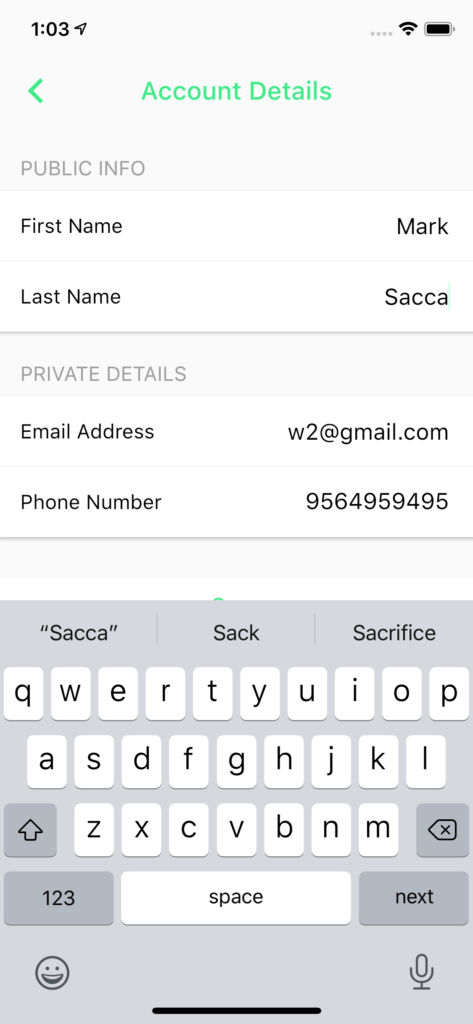 1:03
Account Details
PUBLIC INFO
First Name Mark
Last Name Sacca
PRIVATE DETAILS
Email Address w2@gmail.com
Phone Number 9564959495
“Sacca” Sack Sacrifice
q w e r t y u i o p
a s d f g h j k l
z x c v b n m
123 space next